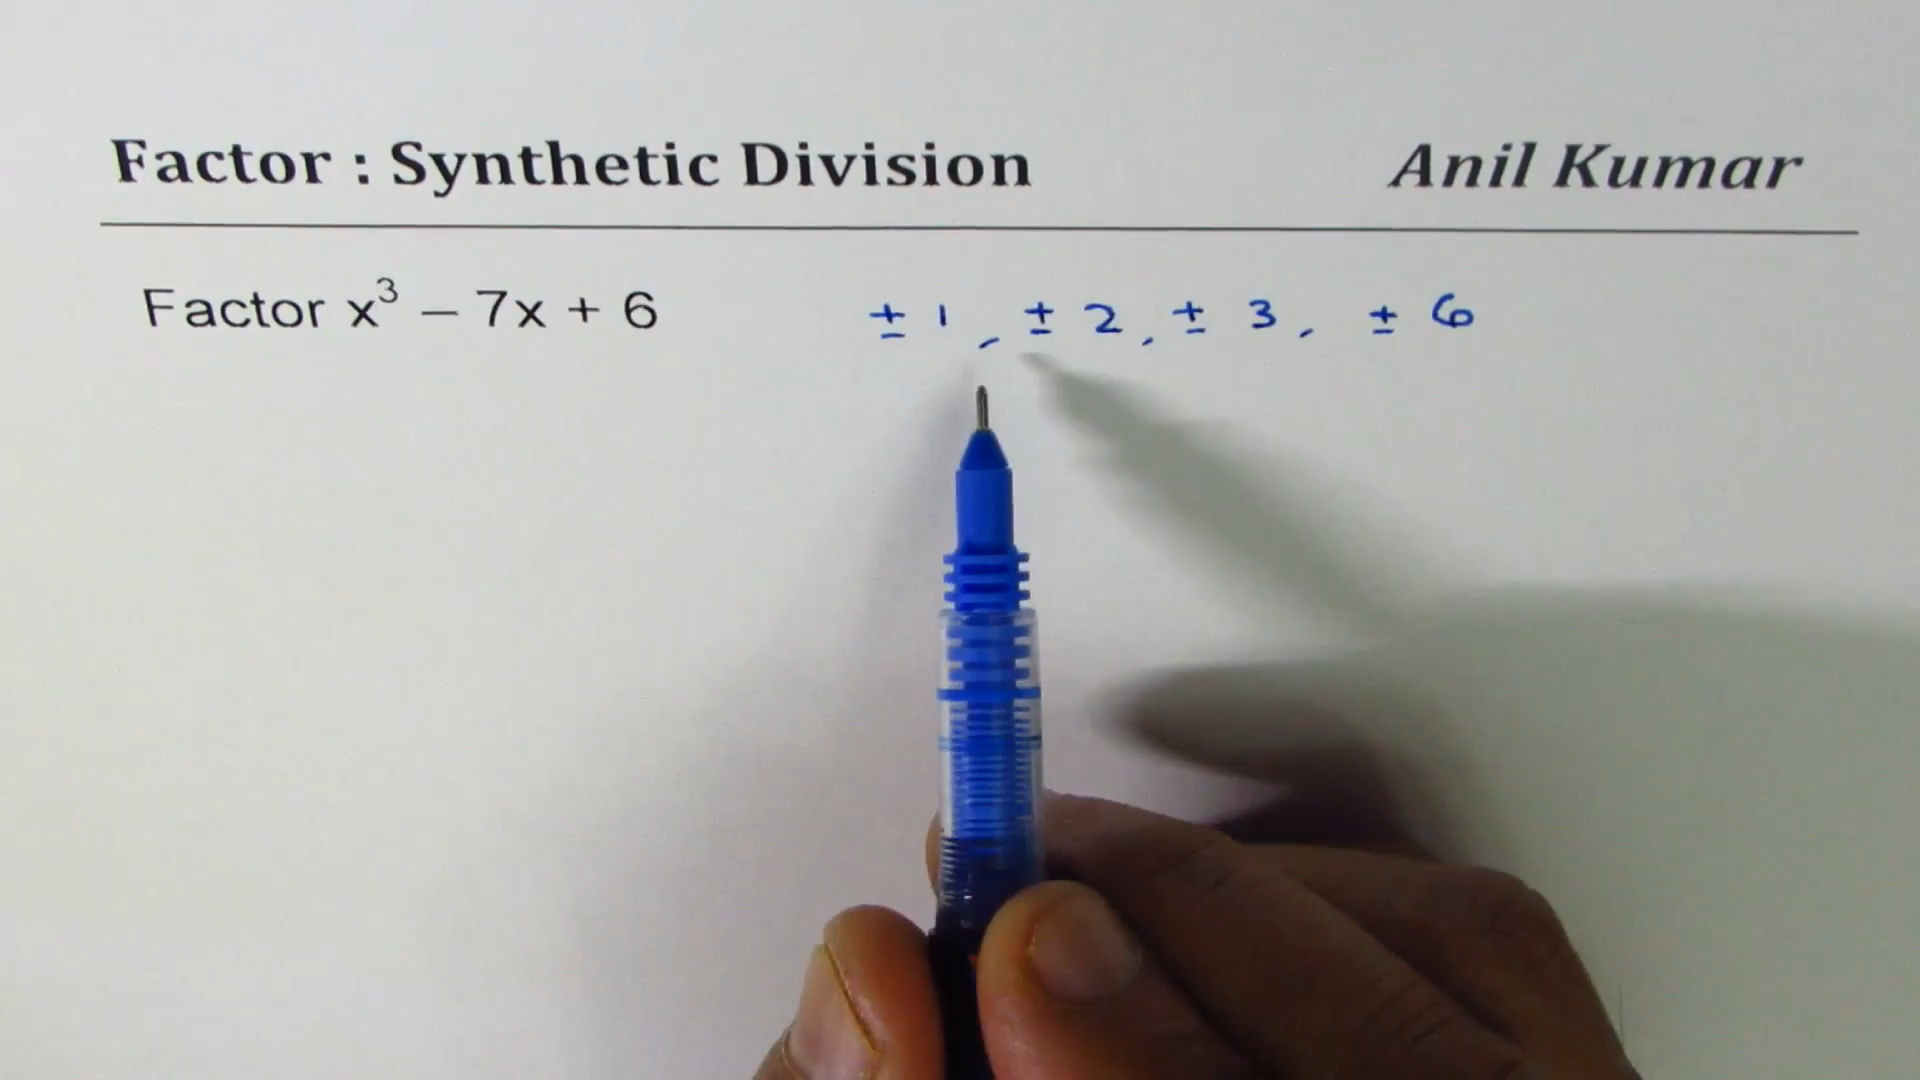 Factor : Synthetic Division Anil Kumar
Factor x³ – 7x + 6 ± 1, ± 2, ± 3, ± 6